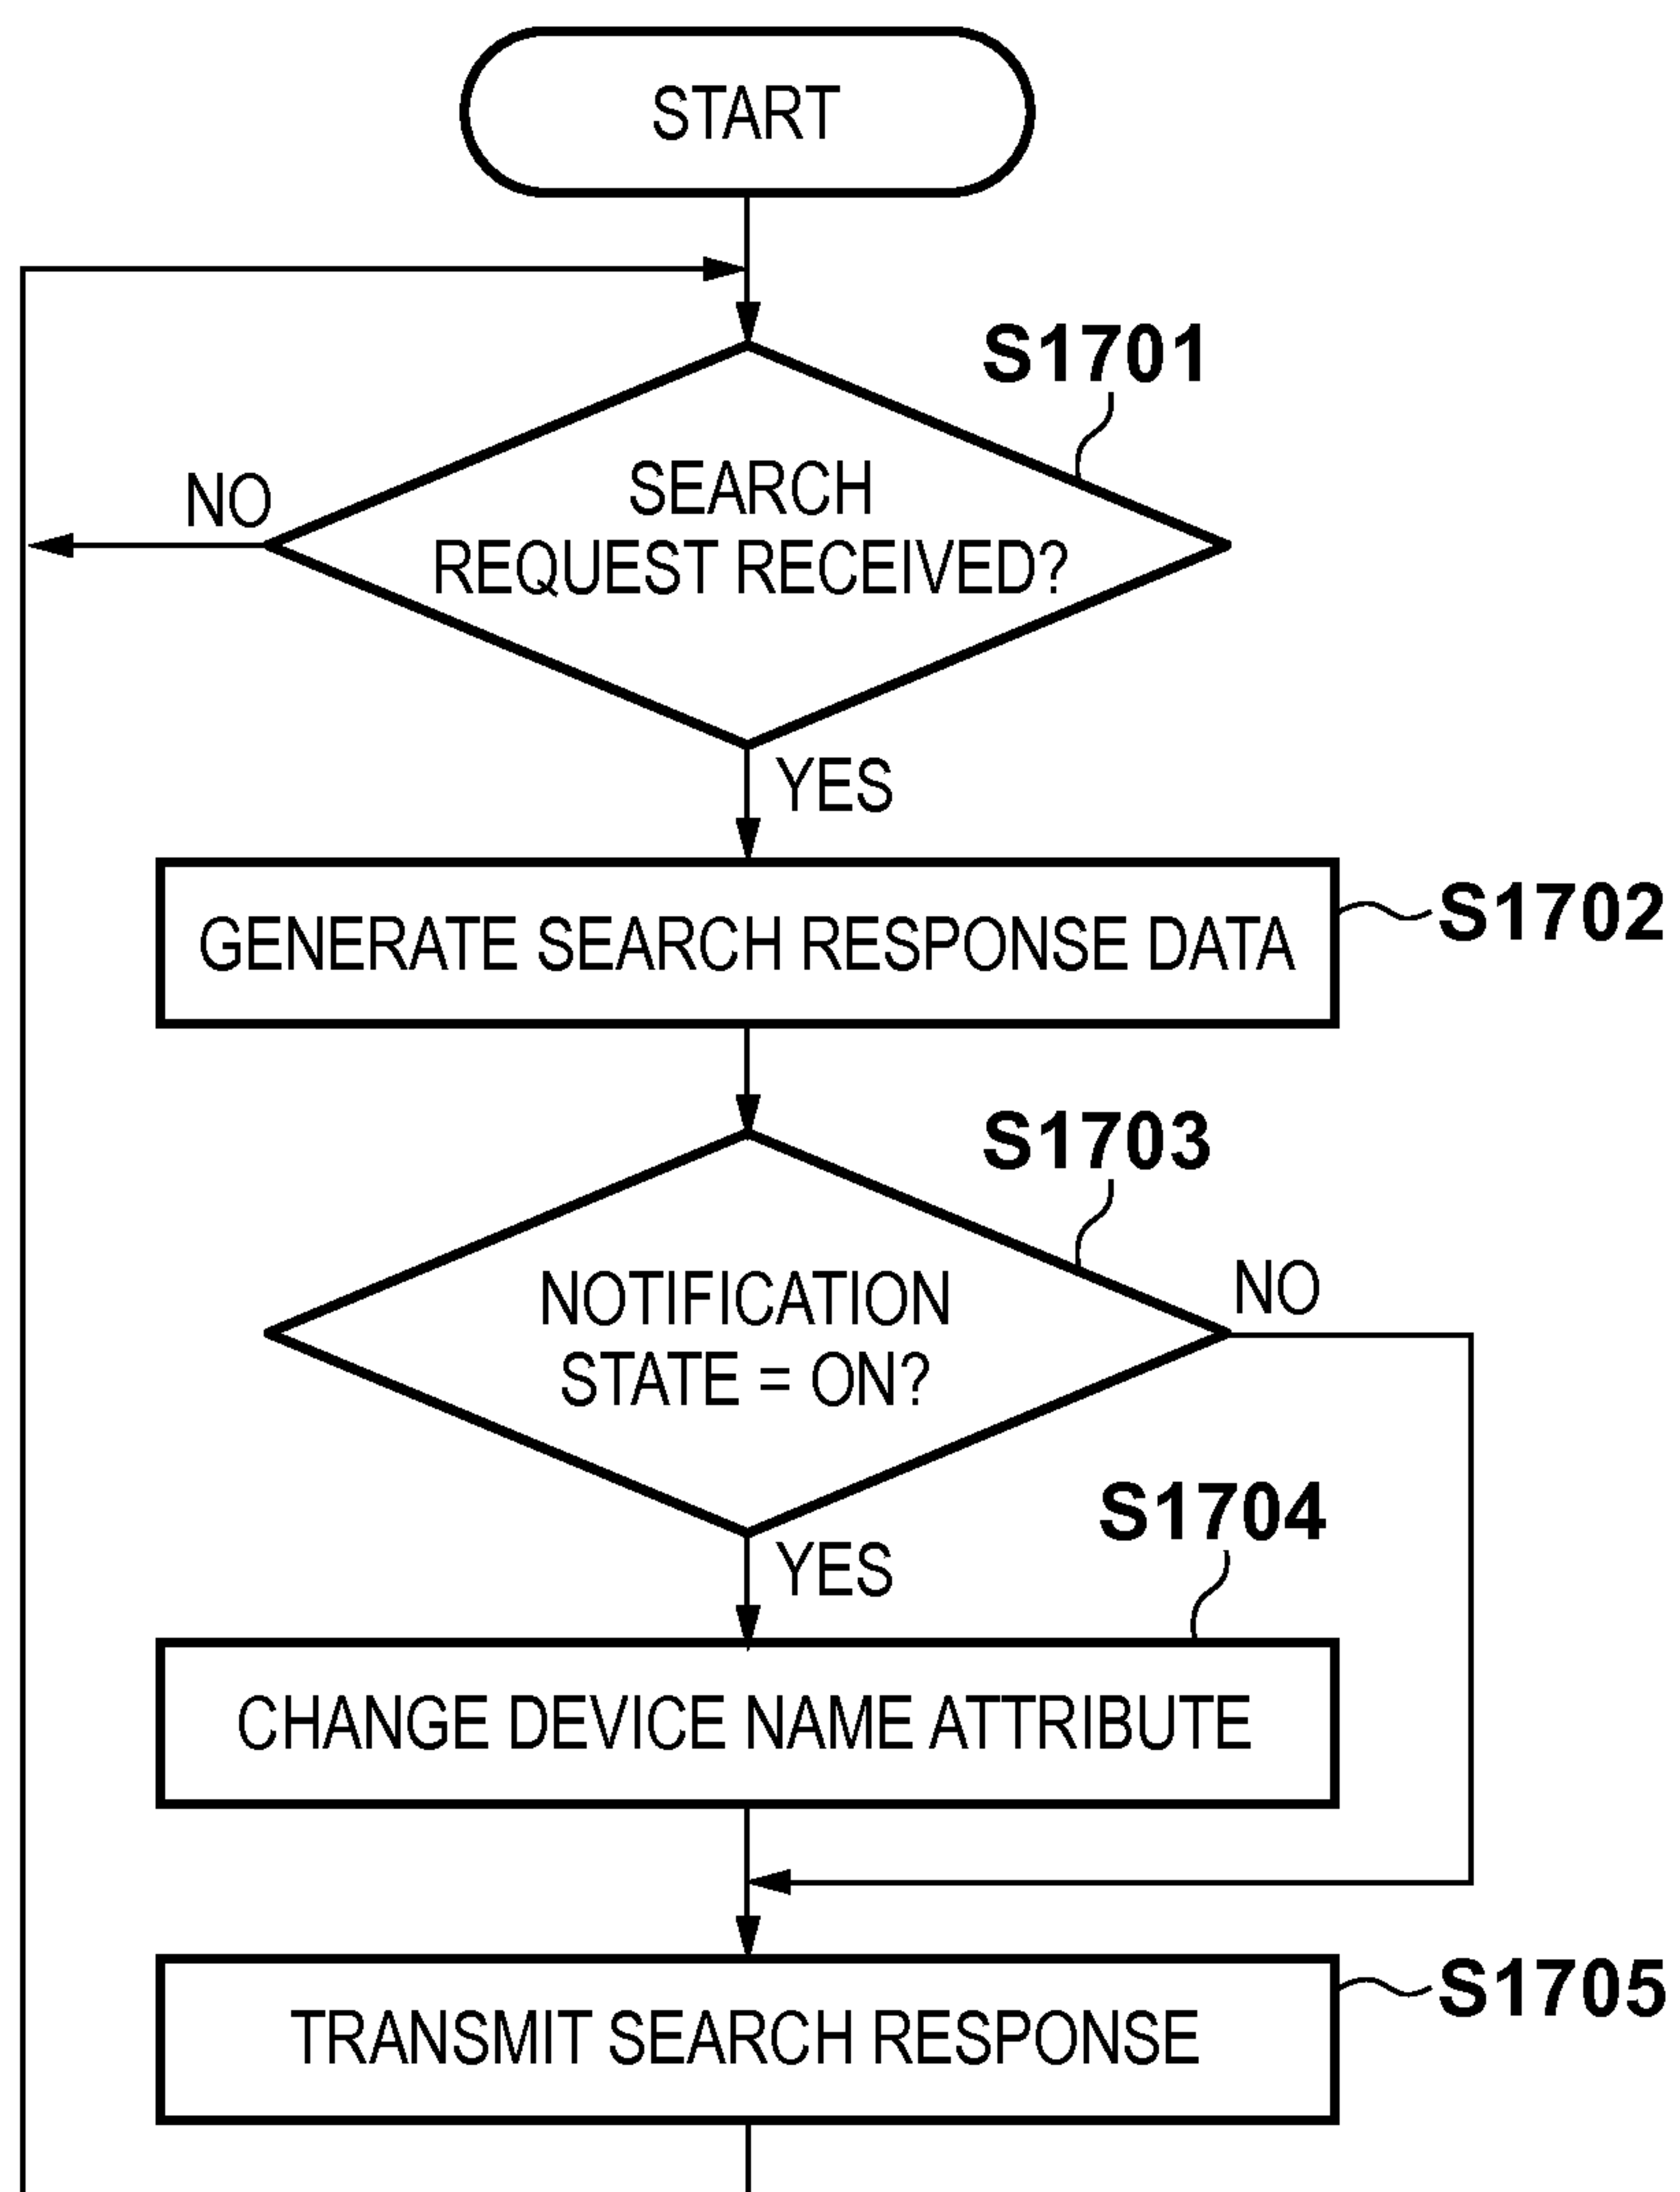 START
S1701
SEARCH
REQUEST RECEIVED?
NO
YES
GENERATE SEARCH RESPONSE DATA
S1702
S1703
NOTIFICATION
STATE = ON?
NO
S1704
YES
CHANGE DEVICE NAME ATTRIBUTE
TRANSMIT SEARCH RESPONSE
S1705